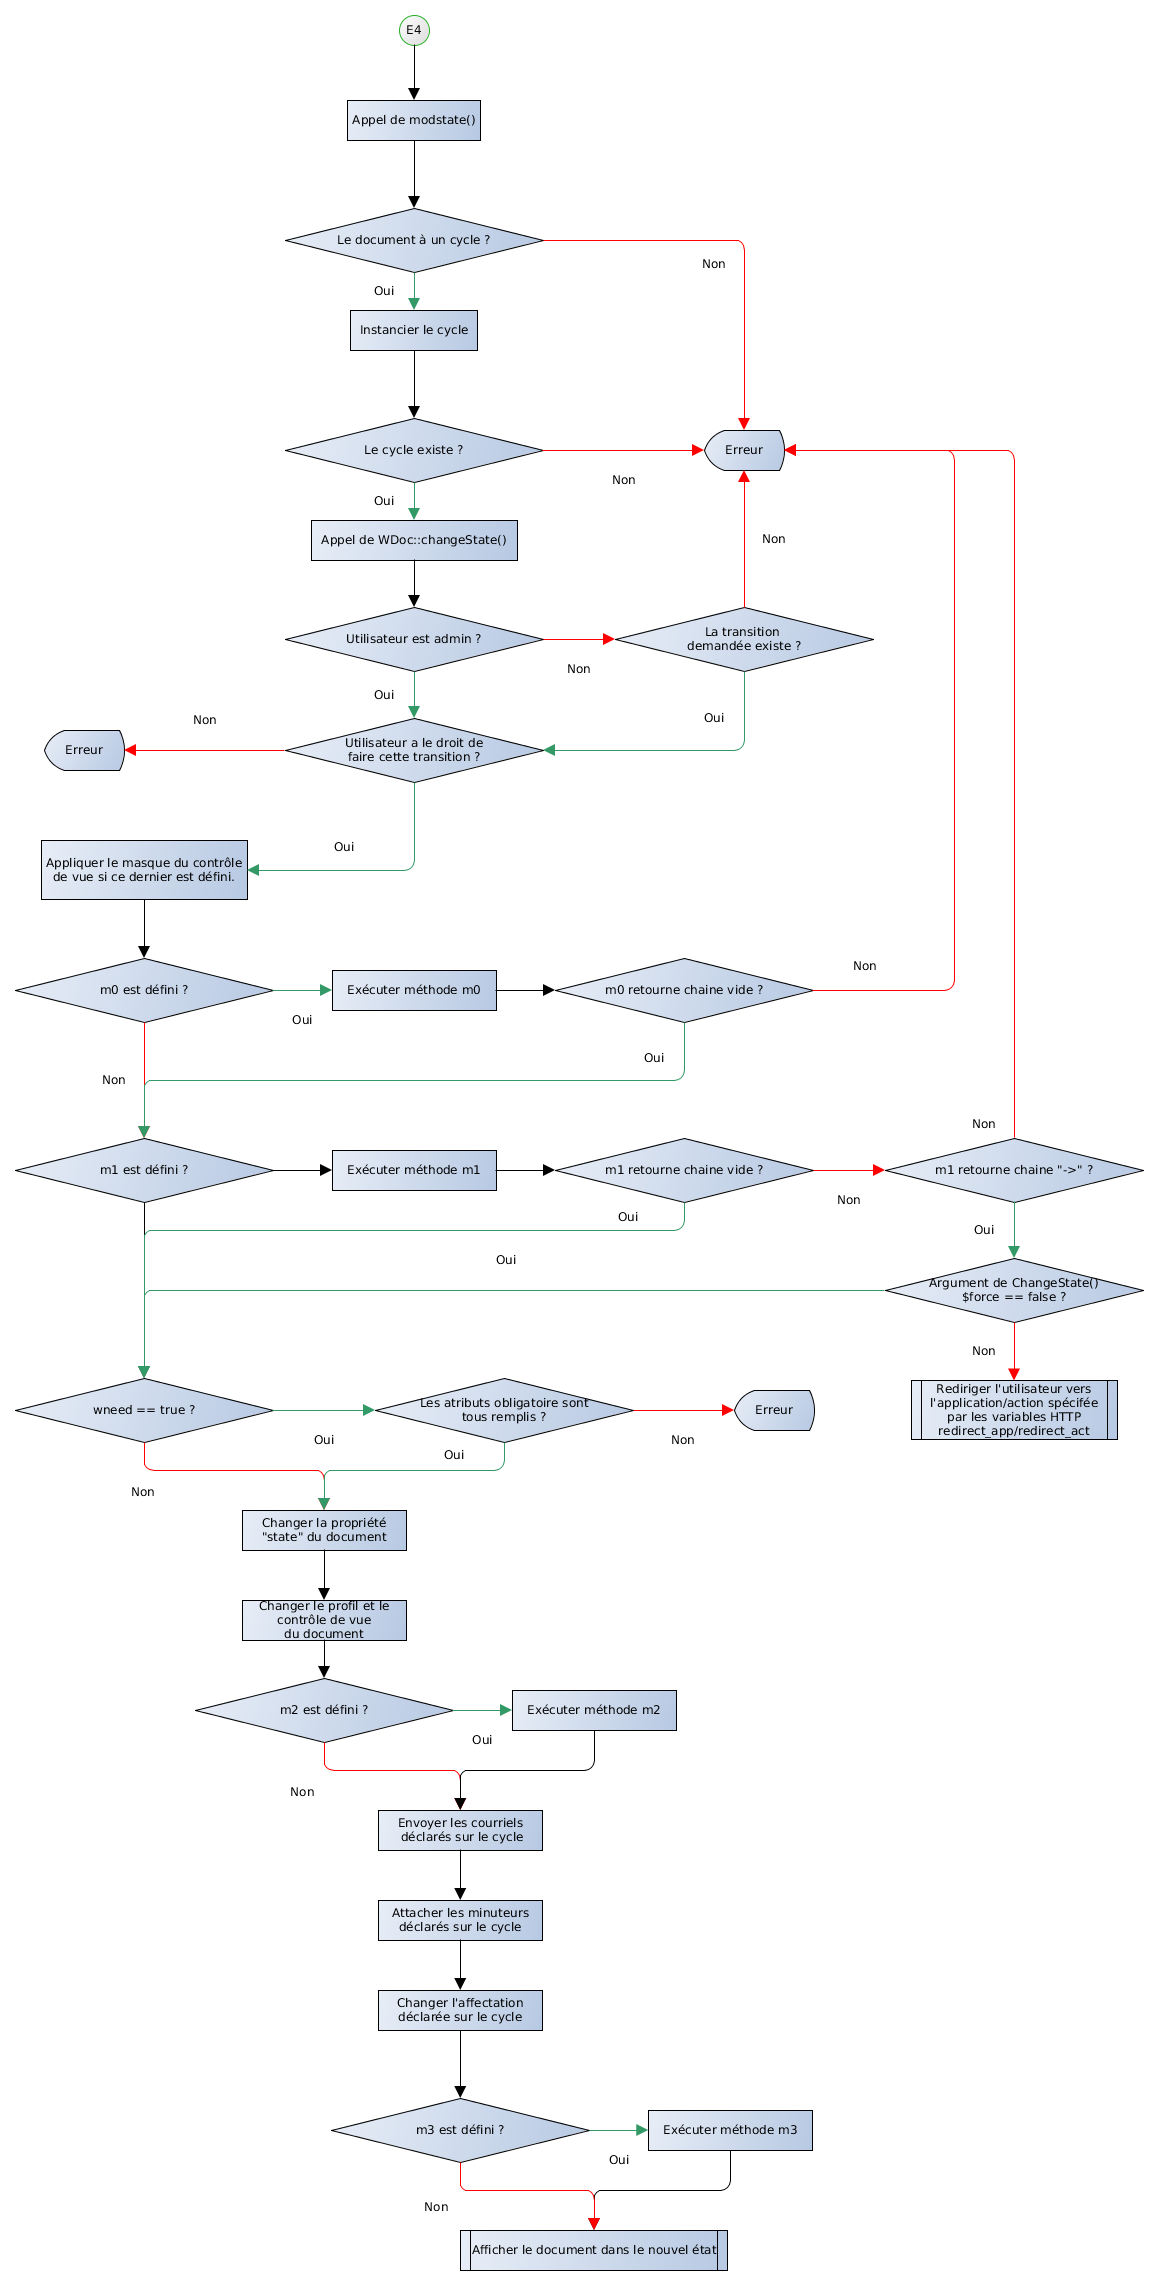 E4
Appel de modstate()
Le document à un cycle ?
Non
Oui
Instancier le cycle
Le cycle existe ?
Erreur
Non
Oui
Appel de WDoc::changeState()
Non
Utilisateur est admin ?
La transition
demandée existe ?
Non
Oui
Oui
Non
Erreur
Utilisateur a le droit de
faire cette transition ?
Oui
Appliquer le masque du contrôle
de vue si ce dernier est défini.
Non
m0 est défini ?
Exécuter méthode m0
m0 retourne chaine vide ?
Oui
Oui
Non
Non
m1 est défini ?
Exécuter méthode m1
m1 retourne chaine vide ?
m1 retourne chaine "->" ?
Non
Oui
Oui
Oui
Argument de ChangeState()
$force == false ?
Non
Rediriger l'utilisateur vers
l'application/action spécifée
par les variables HTTP
redirect_app/redirect_act
wneed == true ?
Les atributs obligatoire sont
tous remplis ?
Erreur
Oui
Non
Oui
Non
Changer la propriété
"state" du document
Changer le profil et le
contrôle de vue
du document
m2 est défini ?
Exécuter méthode m2
Oui
Non
Envoyer les courriels
déclarés sur le cycle
Attacher les minuteurs
déclarés sur le cycle
Changer l'affectation
déclarée sur le cycle
m3 est défini ?
Exécuter méthode m3
Oui
Non
Afficher le document dans le nouvel état